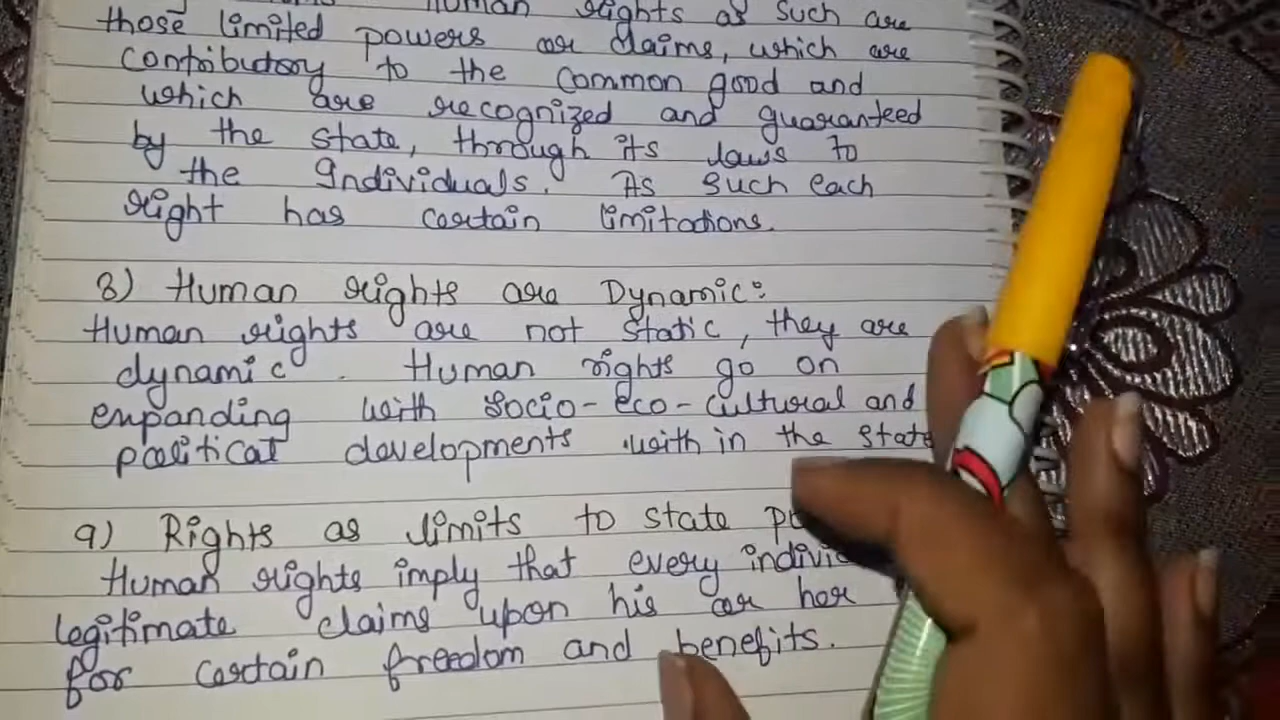 Human rights as such are
those limited powers or claims, which are
contributory to the common good and
which are recognized and guaranteed
by the state, through its laws to
the Individuals. As such each
right has certain limitations.
8) Human rights are Dynamic:
Human rights are not static, they are
dynamic. Human rights go on
expanding with socio-eco-cultural and
political developments with in the state
9) Rights as limits to state
Human rights imply that every
legitimate claims upon his or her
for certain freedom and benefits.